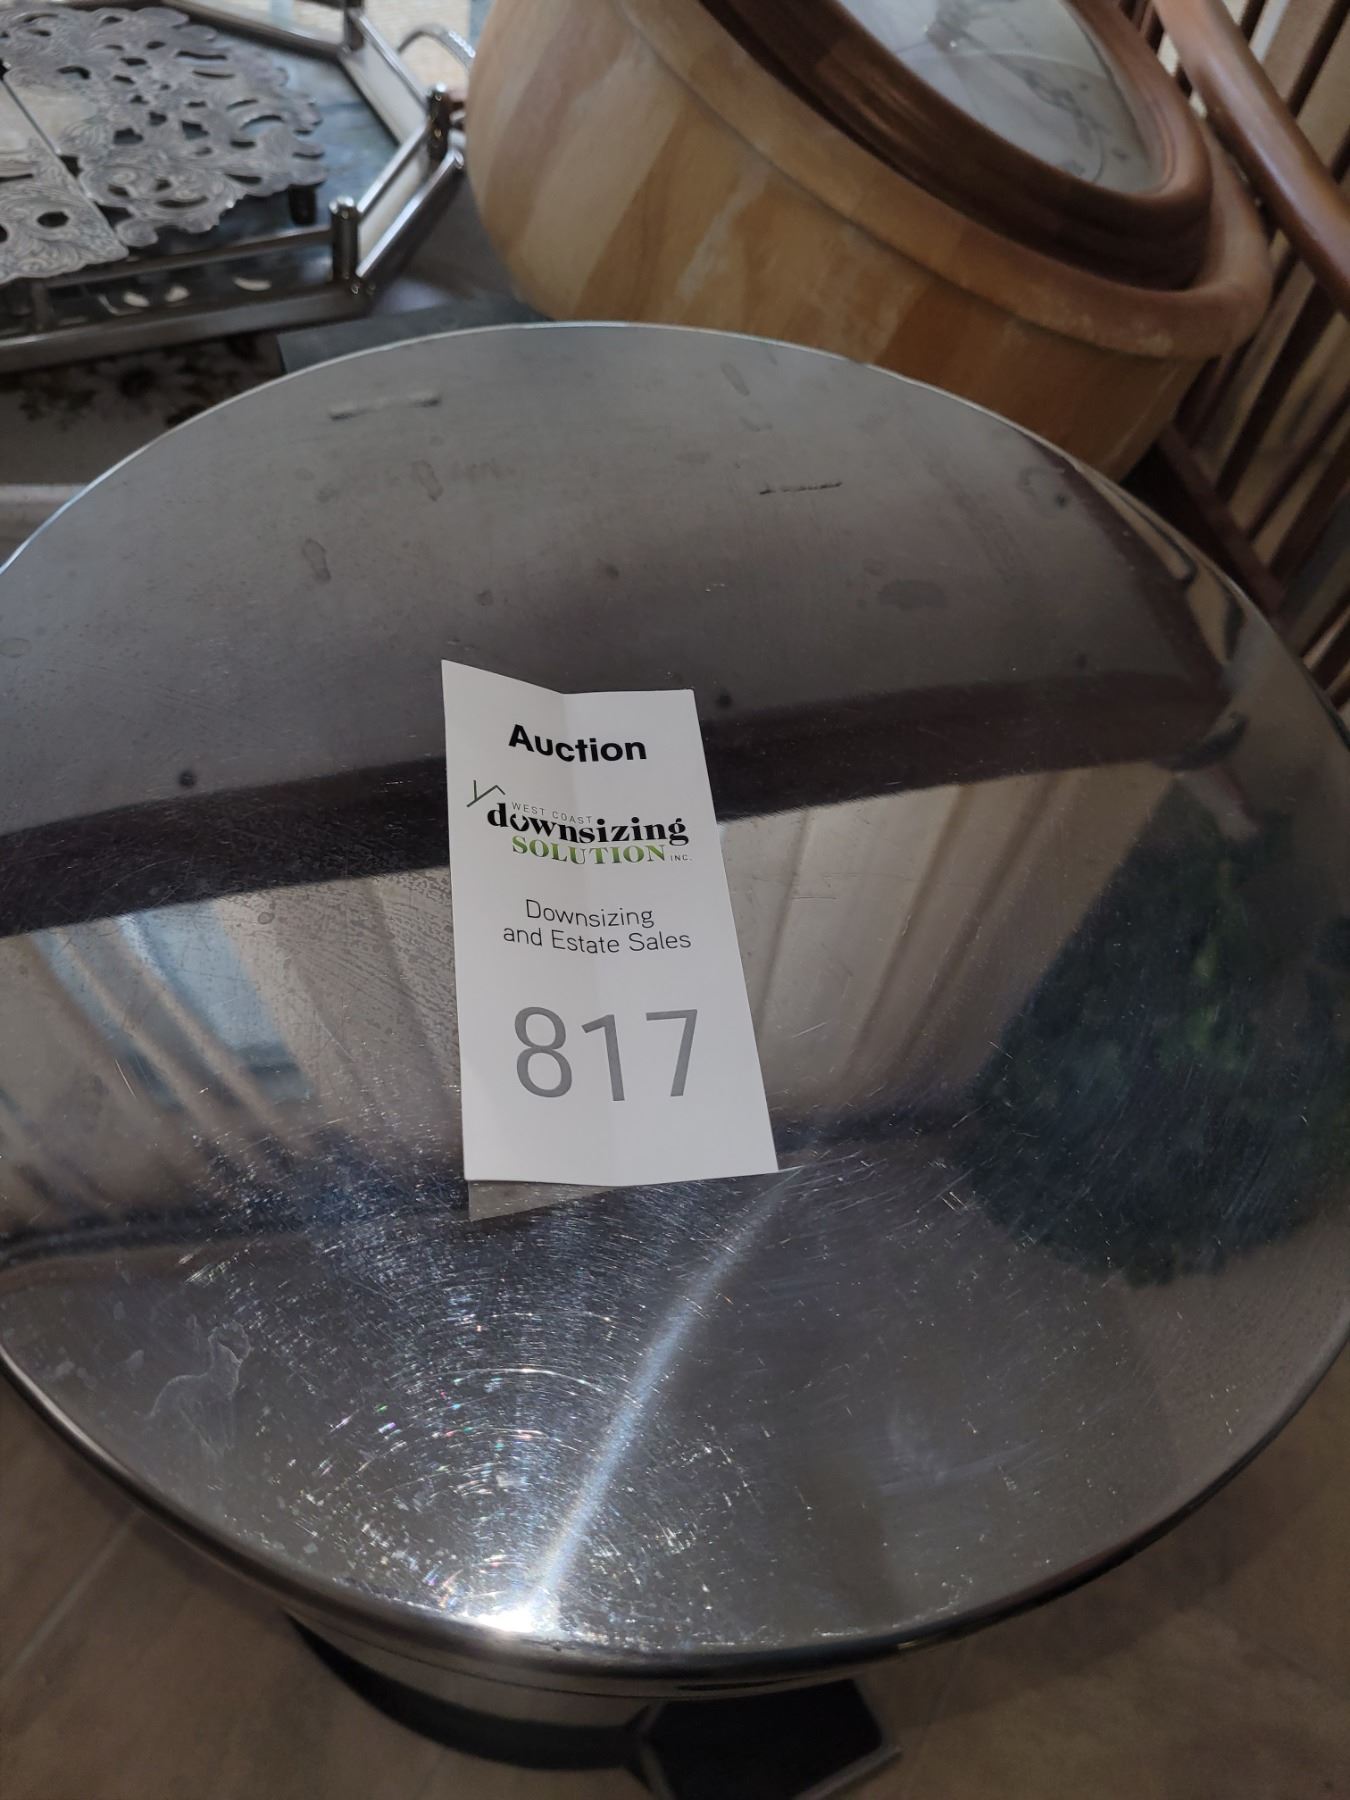 Auction
WEST COAST
downsizing
SOLUTION INC.
Downsizing
and Estate Sales
817